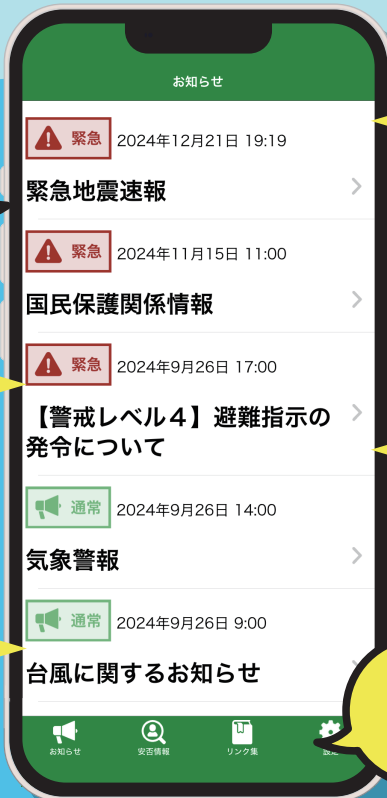 お知らせ
緊急 2024年12月21日 19:19
緊急地震速報
緊急 2024年11月15日 11:00
国民保護関係情報
緊急 2024年9月26日 17:00
【警戒レベル4】避難指示の
発令について
通常 2024年9月26日 14:00
気象警報
通常 2024年9月26日 9:00
台風に関するお知らせ
お知らせ 安否情報 リンク集 設定